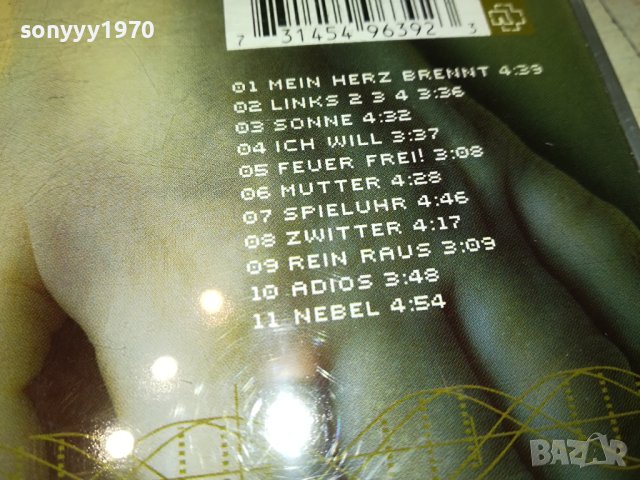 sonyyy1970
7 31454 96392 3
01 MEIN HERZ BRENNT 4:39
02 LINKS 2 3 4 3:36
03 SONNE 4:32
04 ICH WILL 3:37
05 FEUER FREI! 3:08
06 MUTTER 4:28
07 SPIELUHR 4:46
08 ZWITTER 4:17
09 REIN RAUS 3:09
10 ADIOS 3:48
11 NEBEL 4:54
BAZAR